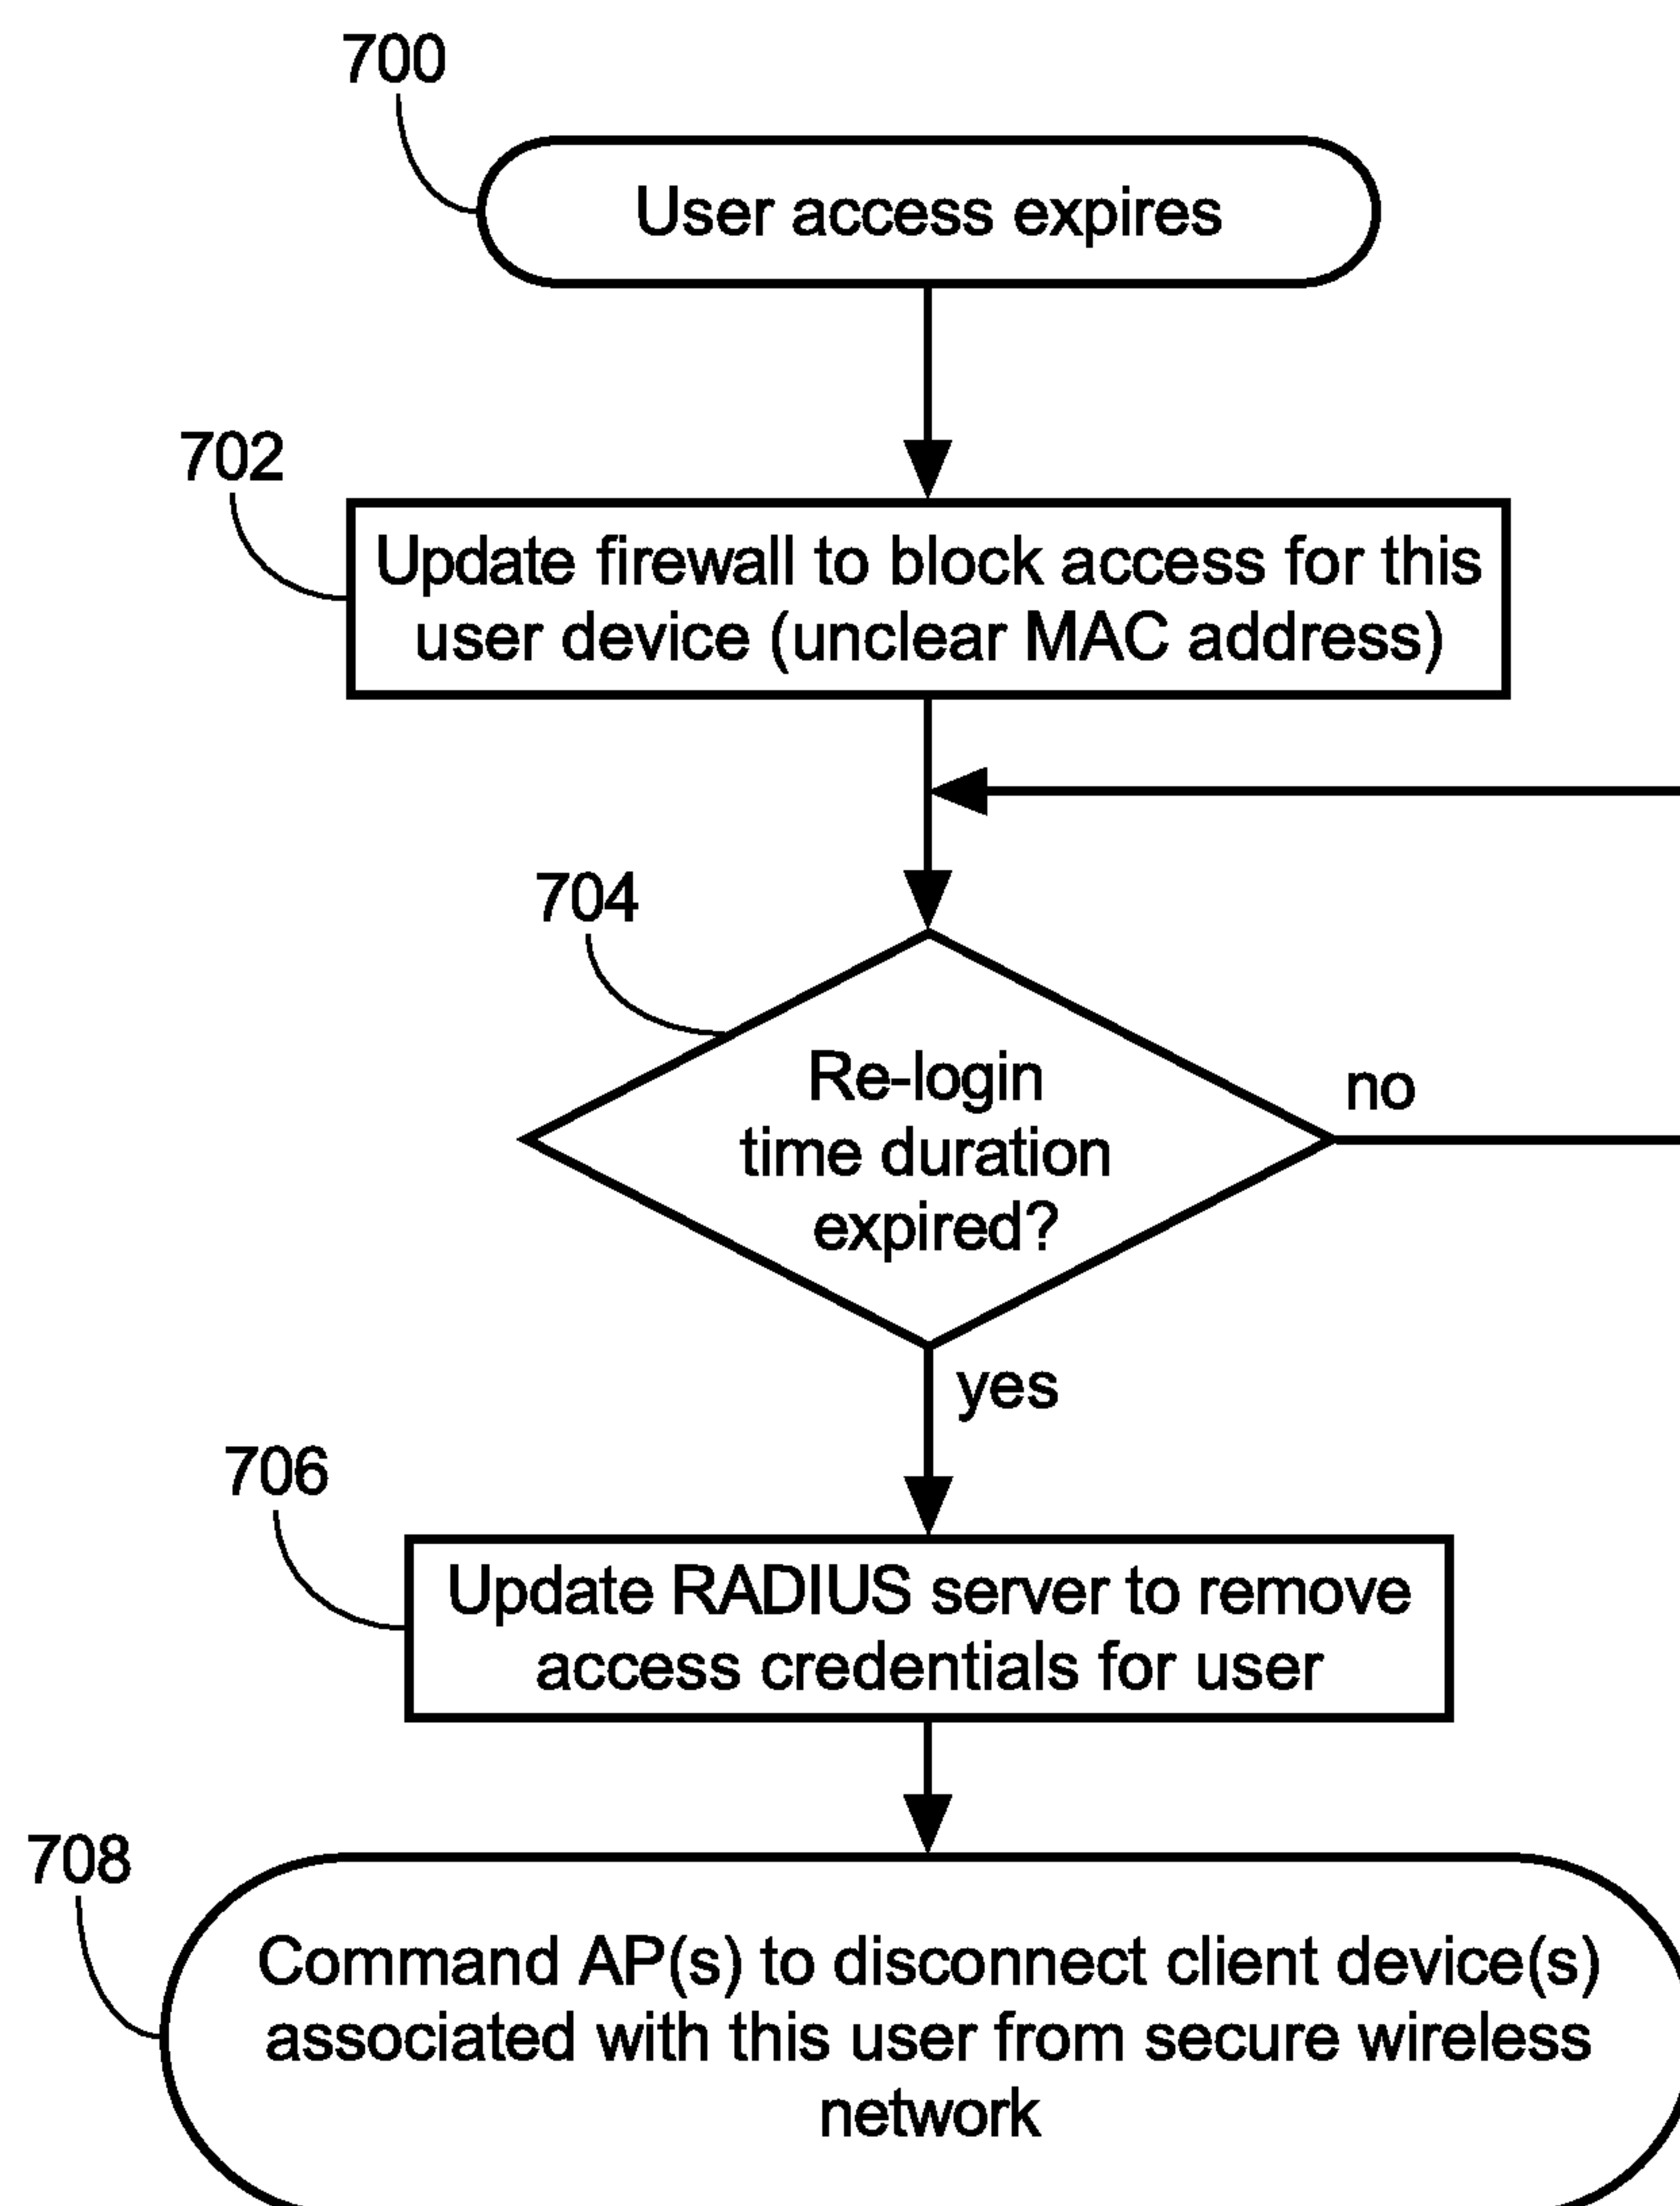 700
User access expires
702
Update firewall to block access for this
user device (unclear MAC address)
704
Re-login
time duration
expired?
no
yes
706
Update RADIUS server to remove
access credentials for user
708
Command AP(s) to disconnect client device(s)
associated with this user from secure wireless
network